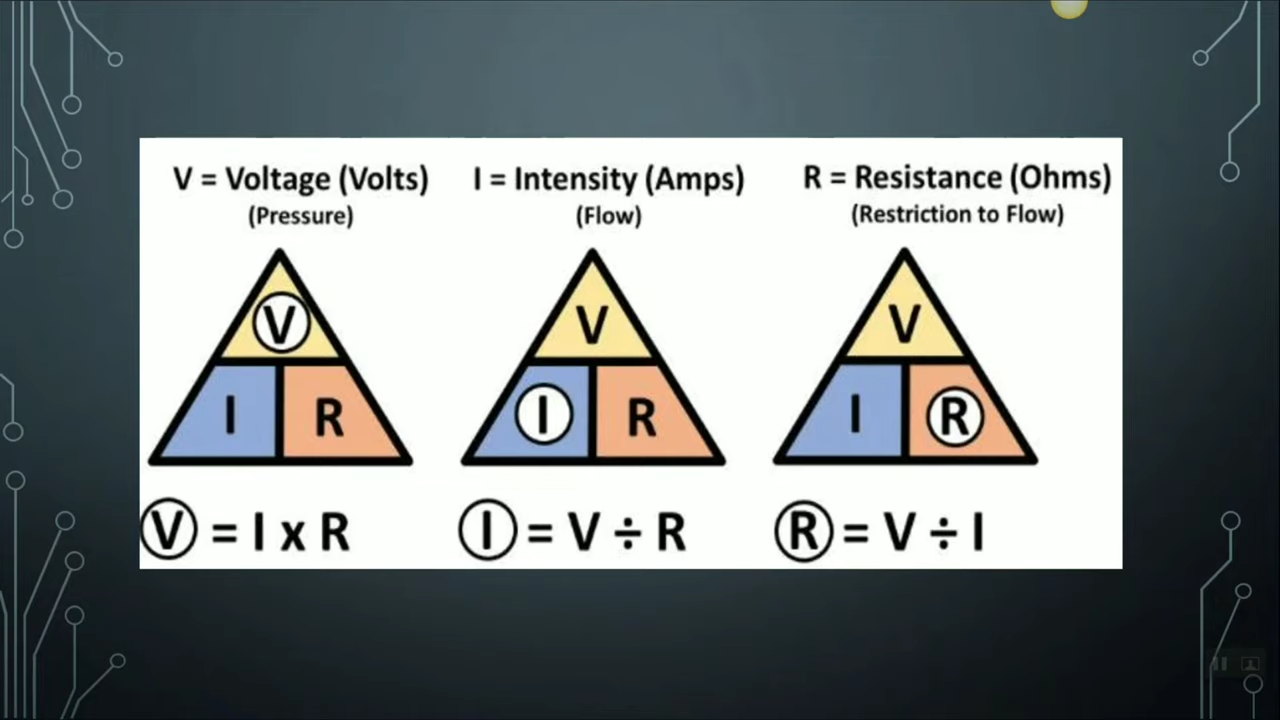 V = Voltage (Volts)
(Pressure)
V
I R
V = I x R
I = Intensity (Amps)
(Flow)
V
I R
I = V ÷ R
R = Resistance (Ohms)
(Restriction to Flow)
V
I R
R = V ÷ I